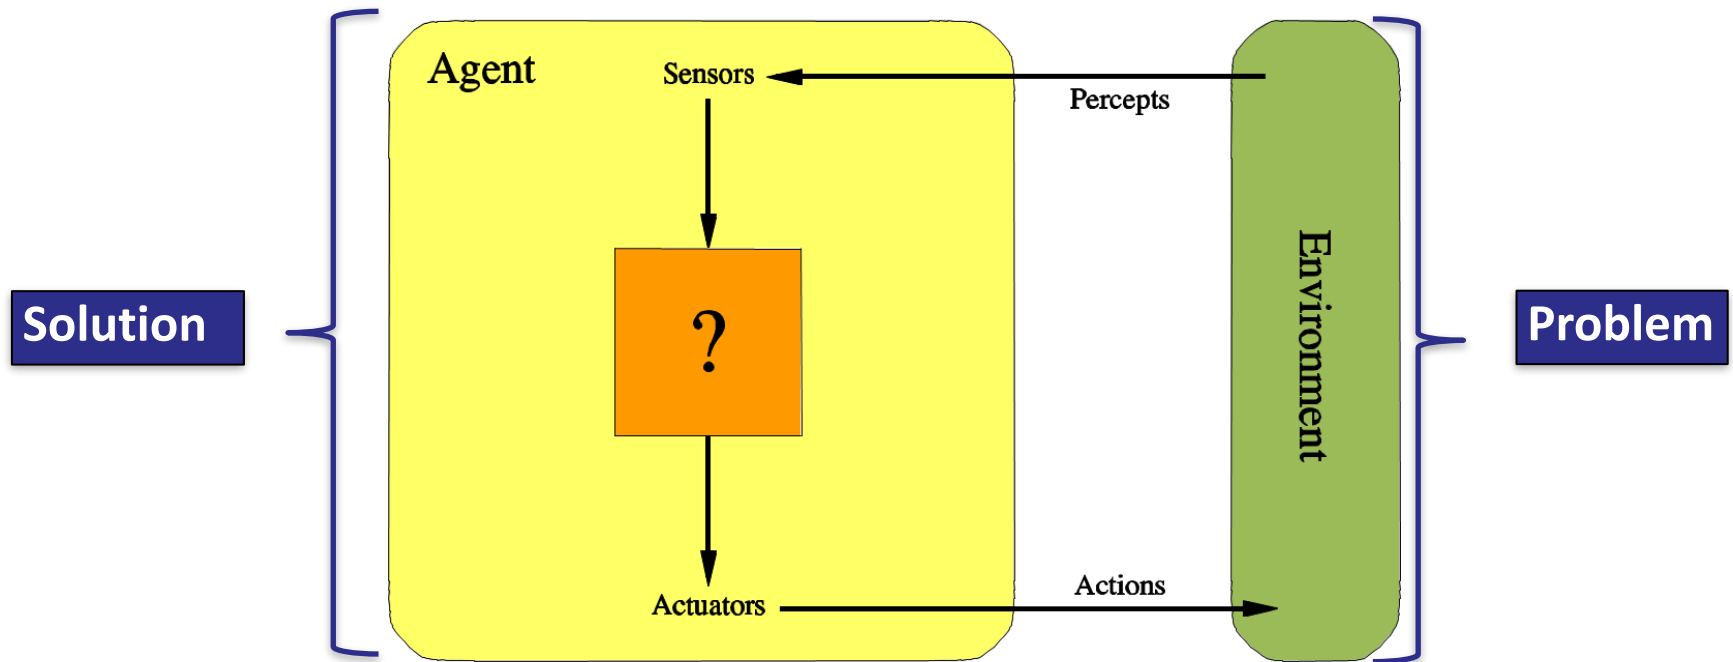 Agent
Sensors
Percepts
Solution
?
Environment
Problem
Actions
Actuators